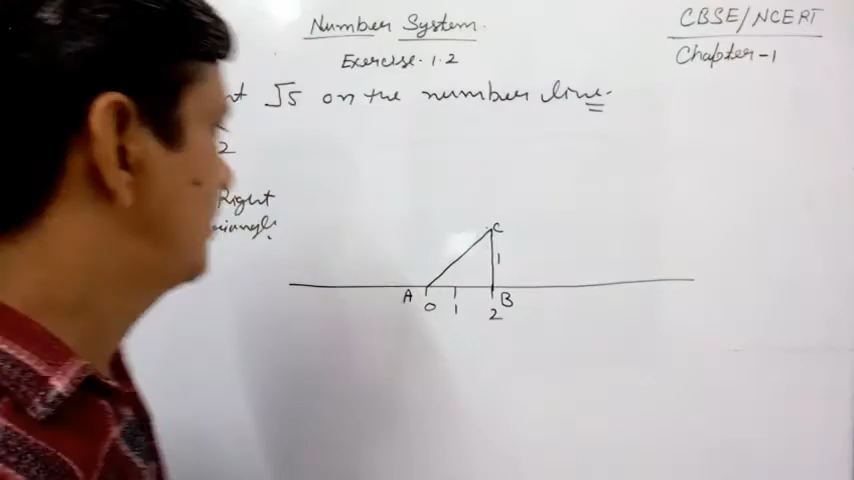 Number System
CBSE/NCERT
Exercise. 1.2
Chapter-1
√5 on the number line.
2
Right
C
1
A
B
0
1
2